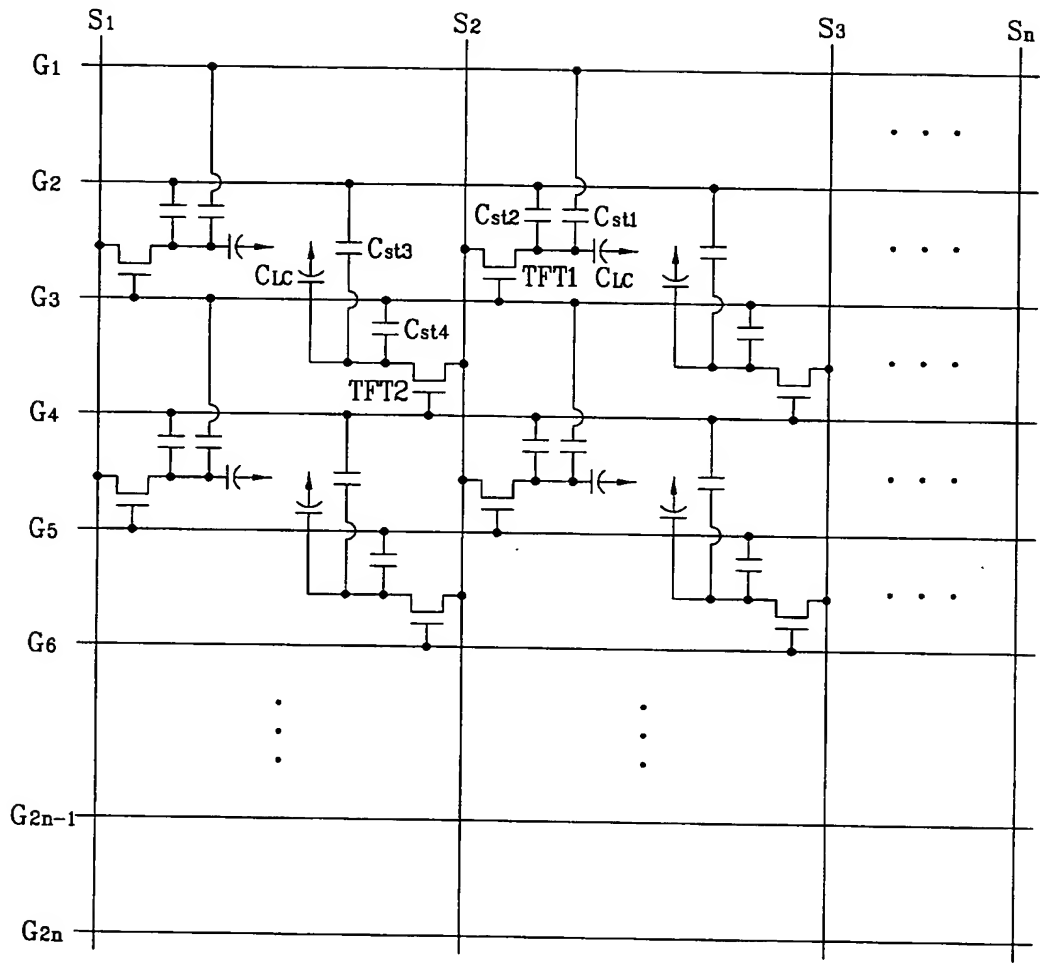 S1 S2 S3 Sn
G1
G2
Cst2 Cst1
Cst3
CLC TFT1 CLC
G3
Cst4
TFT2
G4
G5
G6
G2n-1
G2n